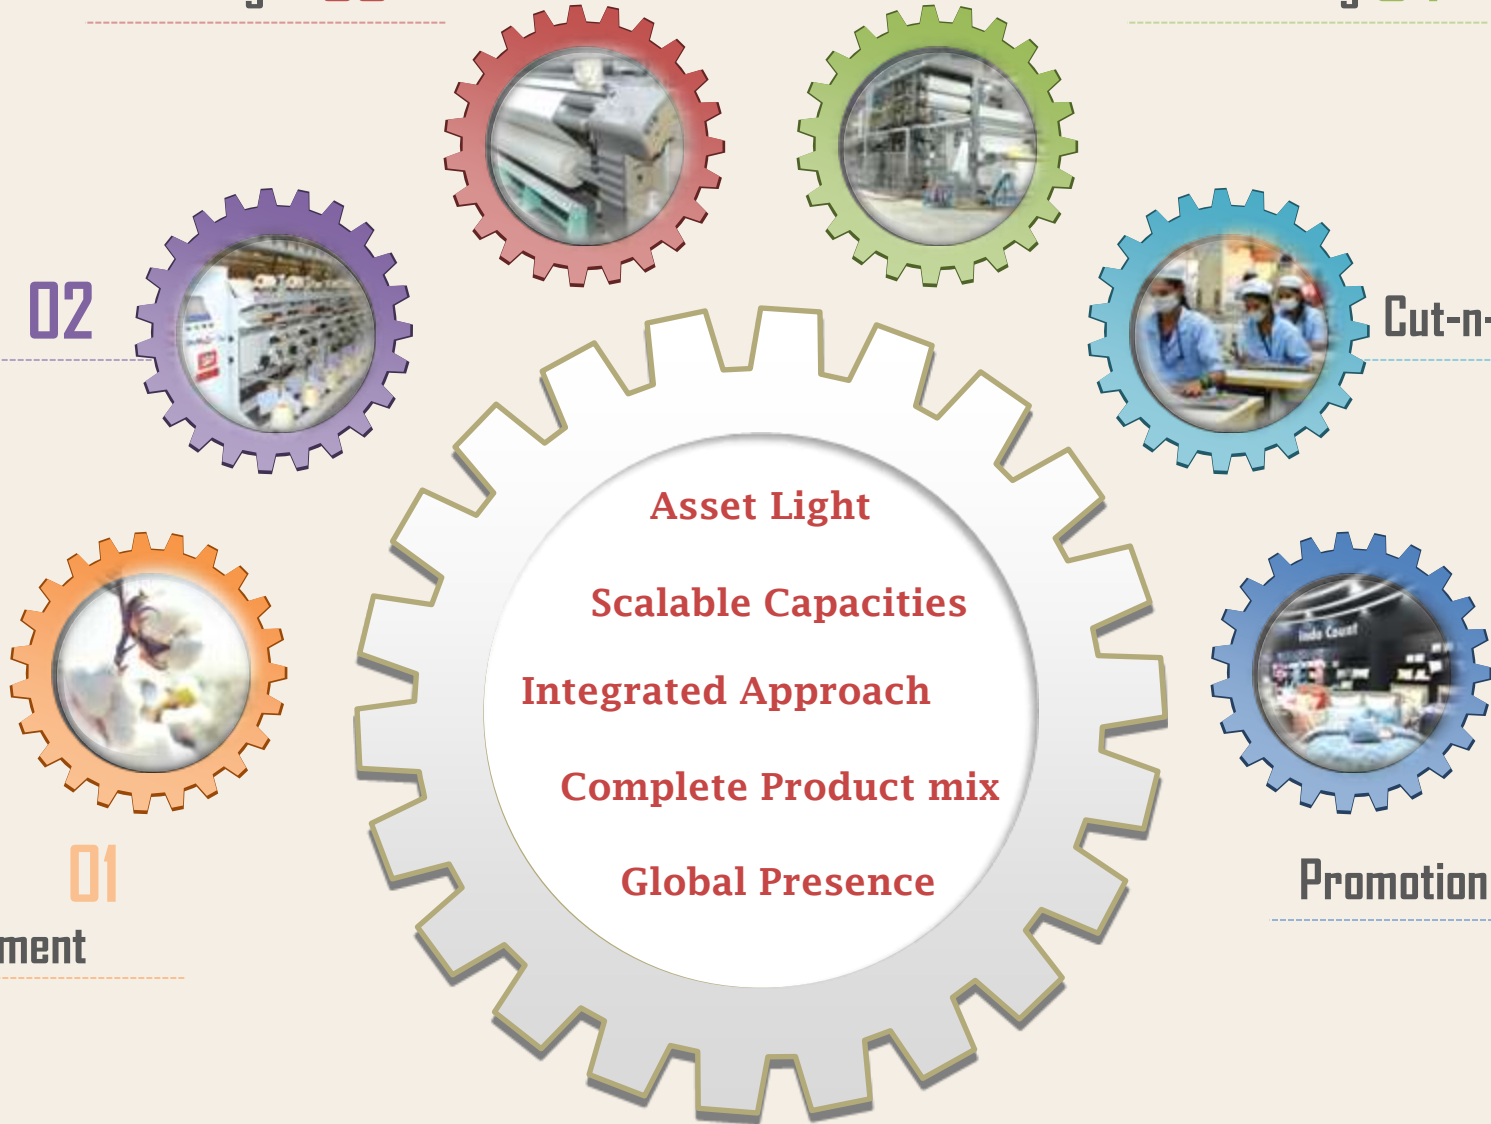 02
Cut-n-
Asset Light
Scalable Capacities
Integrated Approach
Indo Count
Complete Product mix
Global Presence
01
Promotion
ment